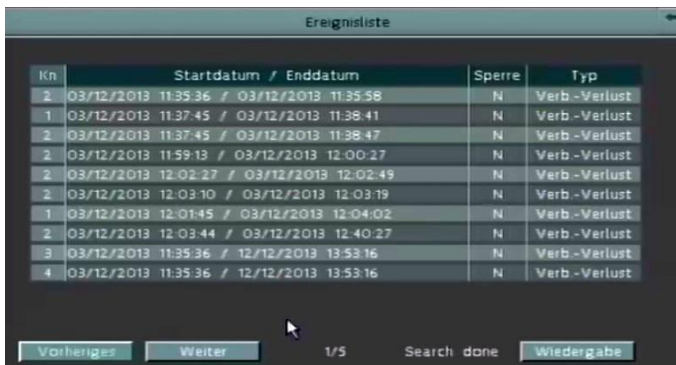 Ereignisliste
Kn Startdatum / Enddatum Sperre Typ
2 03/12/2013 11:35:36 / 03/12/2013 11:35:58 N Verb.-Verlust
1 03/12/2013 11:37:45 / 03/12/2013 11:38:41 N Verb.-Verlust
2 03/12/2013 11:37:45 / 03/12/2013 11:38:47 N Verb.-Verlust
2 03/12/2013 11:59:13 / 03/12/2013 12:00:27 N Verb.-Verlust
2 03/12/2013 12:02:27 / 03/12/2013 12:02:49 N Verb.-Verlust
2 03/12/2013 12:03:10 / 03/12/2013 12:03:19 N Verb.-Verlust
1 03/12/2013 12:01:45 / 03/12/2013 12:04:02 N Verb.-Verlust
2 03/12/2013 12:03:44 / 03/12/2013 12:40:27 N Verb.-Verlust
3 03/12/2013 11:35:36 / 12/12/2013 13:53:16 N Verb.-Verlust
4 03/12/2013 11:35:36 / 12/12/2013 13:53:16 N Verb.-Verlust
Vorheriges Weiter 1/5 Search done Wiedergabe